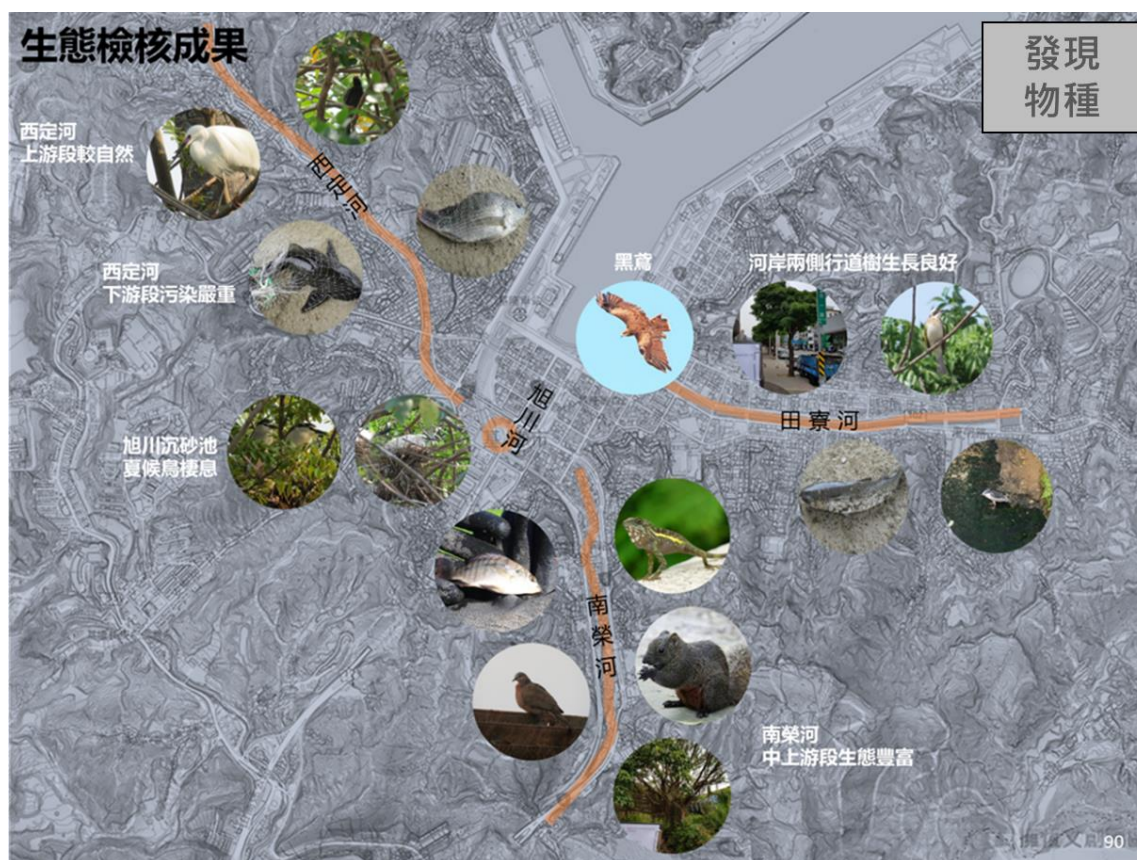 生態檢核成果
發現
物種
西定河
上游段較自然
西定河
西定河
下游段污染嚴重
黑鳶
河岸兩側行道樹生長良好
旭川河
田寮河
旭川沉砂池
夏候鳥棲息
南榮河
南榮河
中上游段生態豐富
90